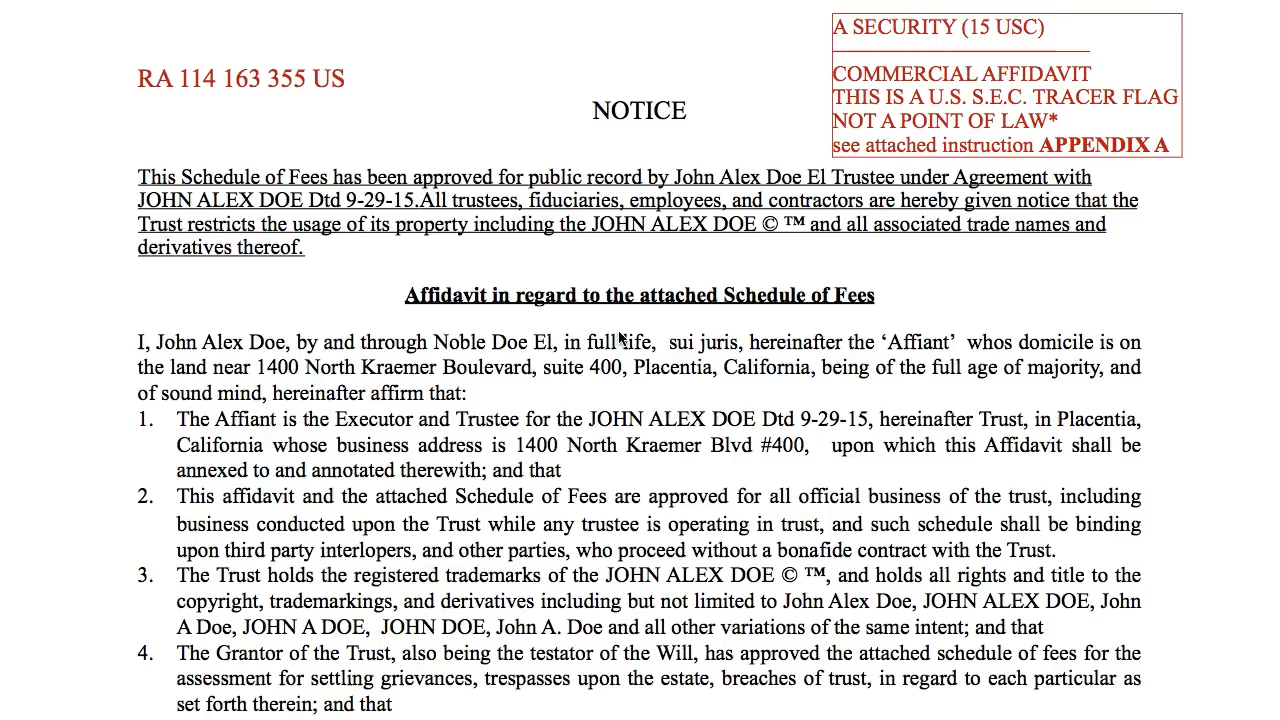 A SECURITY (15 USC)
RA 114 163 355 US
COMMERCIAL AFFIDAVIT
THIS IS A U.S. S.E.C. TRACER FLAG
NOTICE
NOT A POINT OF LAW*
see attached instruction APPENDIX A
This Schedule of Fees has been approved for public record by John Alex Doe El Trustee under Agreement with
JOHN ALEX DOE Dtd 9-29-15.All trustees, fiduciaries, employees, and contractors are hereby given notice that the
Trust restricts the usage of its property including the JOHN ALEX DOE © ™ and all associated trade names and
derivatives thereof.
Affidavit in regard to the attached Schedule of Fees
I, John Alex Doe, by and through Noble Doe El, in full life, sui juris, hereinafter the ‘Affiant’ whos domicile is on
the land near 1400 North Kraemer Boulevard, suite 400, Placentia, California, being of the full age of majority, and
of sound mind, hereinafter affirm that:
1. The Affiant is the Executor and Trustee for the JOHN ALEX DOE Dtd 9-29-15, hereinafter Trust, in Placentia,
California whose business address is 1400 North Kraemer Blvd #400, upon which this Affidavit shall be
annexed to and annotated therewith; and that
2. This affidavit and the attached Schedule of Fees are approved for all official business of the trust, including
business conducted upon the Trust while any trustee is operating in trust, and such schedule shall be binding
upon third party interlopers, and other parties, who proceed without a bonafide contract with the Trust.
3. The Trust holds the registered trademarks of the JOHN ALEX DOE © ™, and holds all rights and title to the
copyright, trademarkings, and derivatives including but not limited to John Alex Doe, JOHN ALEX DOE, John
A Doe, JOHN A DOE, JOHN DOE, John A. Doe and all other variations of the same intent; and that
4. The Grantor of the Trust, also being the testator of the Will, has approved the attached schedule of fees for the
assessment for settling grievances, trespasses upon the estate, breaches of trust, in regard to each particular as
set forth therein; and that